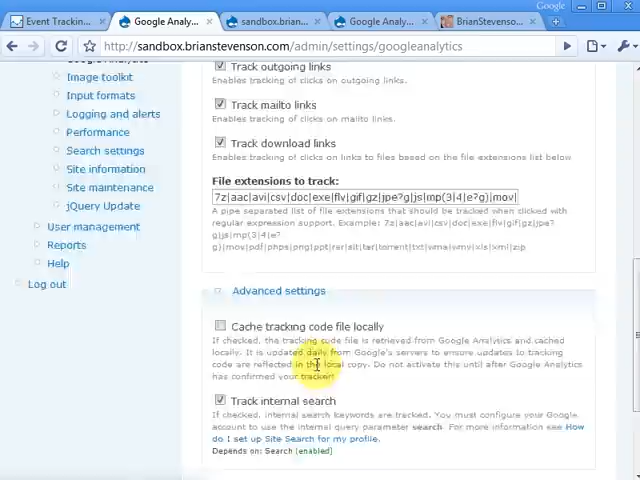 Google
Event Trackin...
Google Analy...
sandbox.brian...
Google Analy...
BrianStevenson...
http://sandbox.brianstevenson.com/admin/settings/googleanalytics
Image toolkit
Input formats
Logging and alerts
Performance
Search settings
Site information
Site maintenance
jQuery Update
User management
Reports
Help
Log out
Track outgoing links
Enables tracking of clicks on outgoing links.
Track mailto links
Enables tracking of clicks on mailto links.
Track download links
Enables tracking of clicks on links to files based on the file extensions list below
File extensions to track:
7z|aac|avi|csv|doc|exe|flv|gif|gz|jpe?g|js|mp(3|4|e?g)|mov|
A pipe separated list of file extensions that should be tracked when clicked with
regular expression support. Example: 7z|aac|avi|csv|doc|exe|flv|gif|gz|jpe?
g|js|mp(3|4|e?
g)|mov|pdf|phps|png|ppt|rar|sit|tar|torrent|txt|wma|wmv|xls|xml|zip
Advanced settings
Cache tracking code file locally
If checked, the tracking code file is retrieved from Google Analytics and cached
locally. It is updated daily from Google's servers to ensure updates to tracking
code are reflected in the local copy. Do not activate this until after Google Analytics
has confirmed your tracker!
Track internal search
If checked, internal search keywords are tracked. You must configure your Google
account to use the internal query parameter search. For more information see How
do I set up Site Search for my profile.
Depends on: Search (enabled)